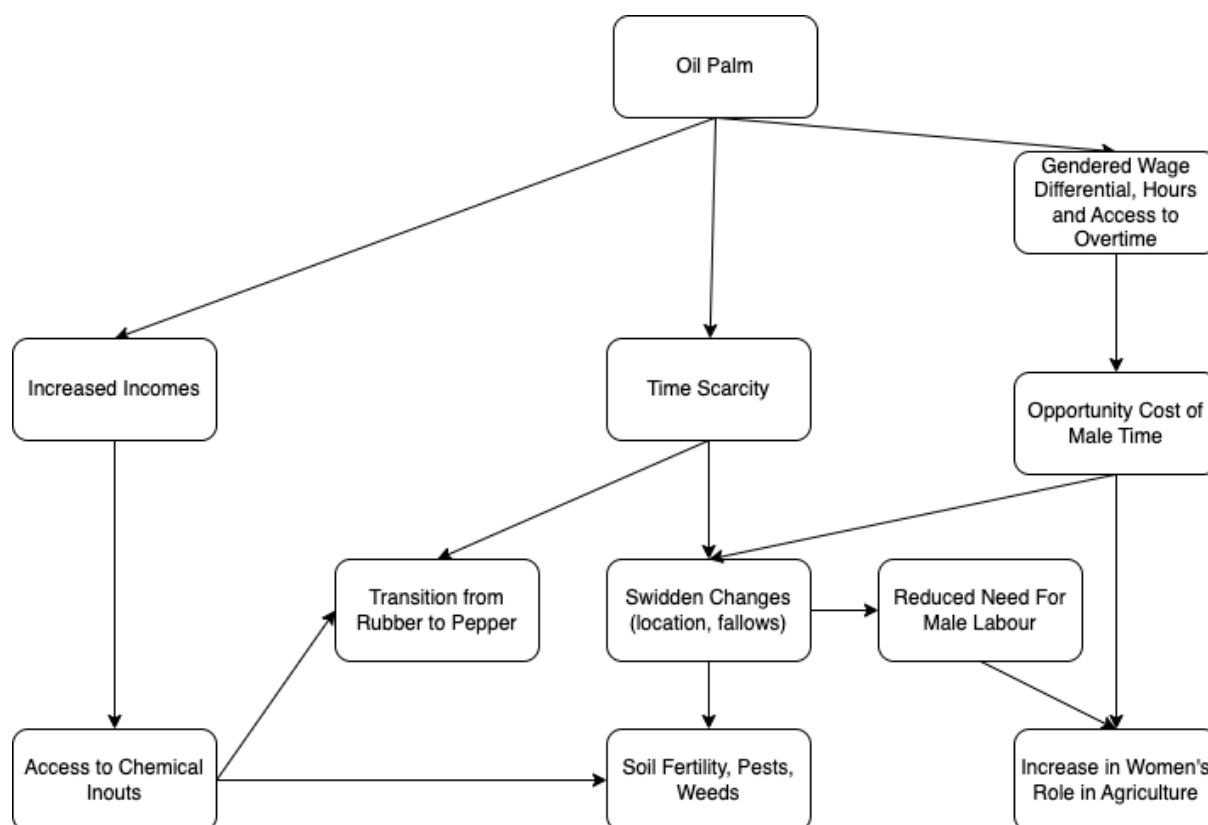 Oil Palm
Gendered Wage
Differential, Hours
and Access to
Overtime
Increased Incomes
Time Scarcity
Opportunity Cost of
Male Time
Transition from
Rubber to Pepper
Swidden Changes
(location, fallows)
Reduced Need For
Male Labour
Access to Chemical
Inouts
Soil Fertility, Pests,
Weeds
Increase in Women's
Role in Agriculture